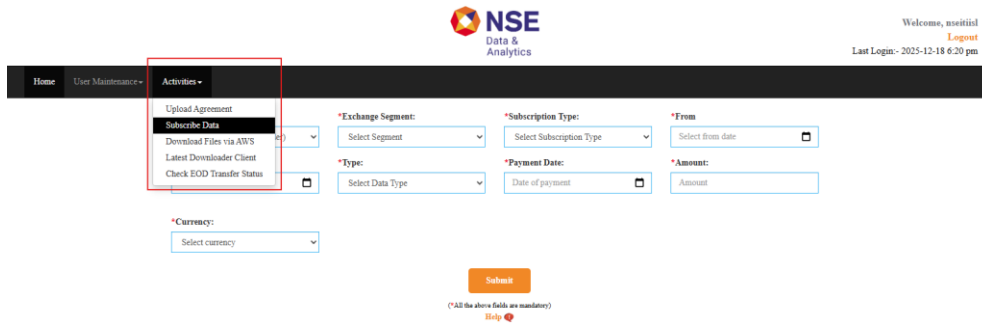 NSE
Data &
Analytics
Welcome, nseitiisl
Logout
Last Login:- 2025-12-18 6:20 pm
Home User Maintenance Activities
Upload Agreement
Subscribe Data
Download Files via AWS
Latest Downloader Client
Check EOD Transfer Status
*Exchange Segment: *Subscription Type: *From
Select Segment Select Subscription Type Select from date
*Type: *Payment Date: *Amount:
Select Data Type Date of payment Amount
*Currency:
Select currency
Submit
(*All the above fields are mandatory)
Help